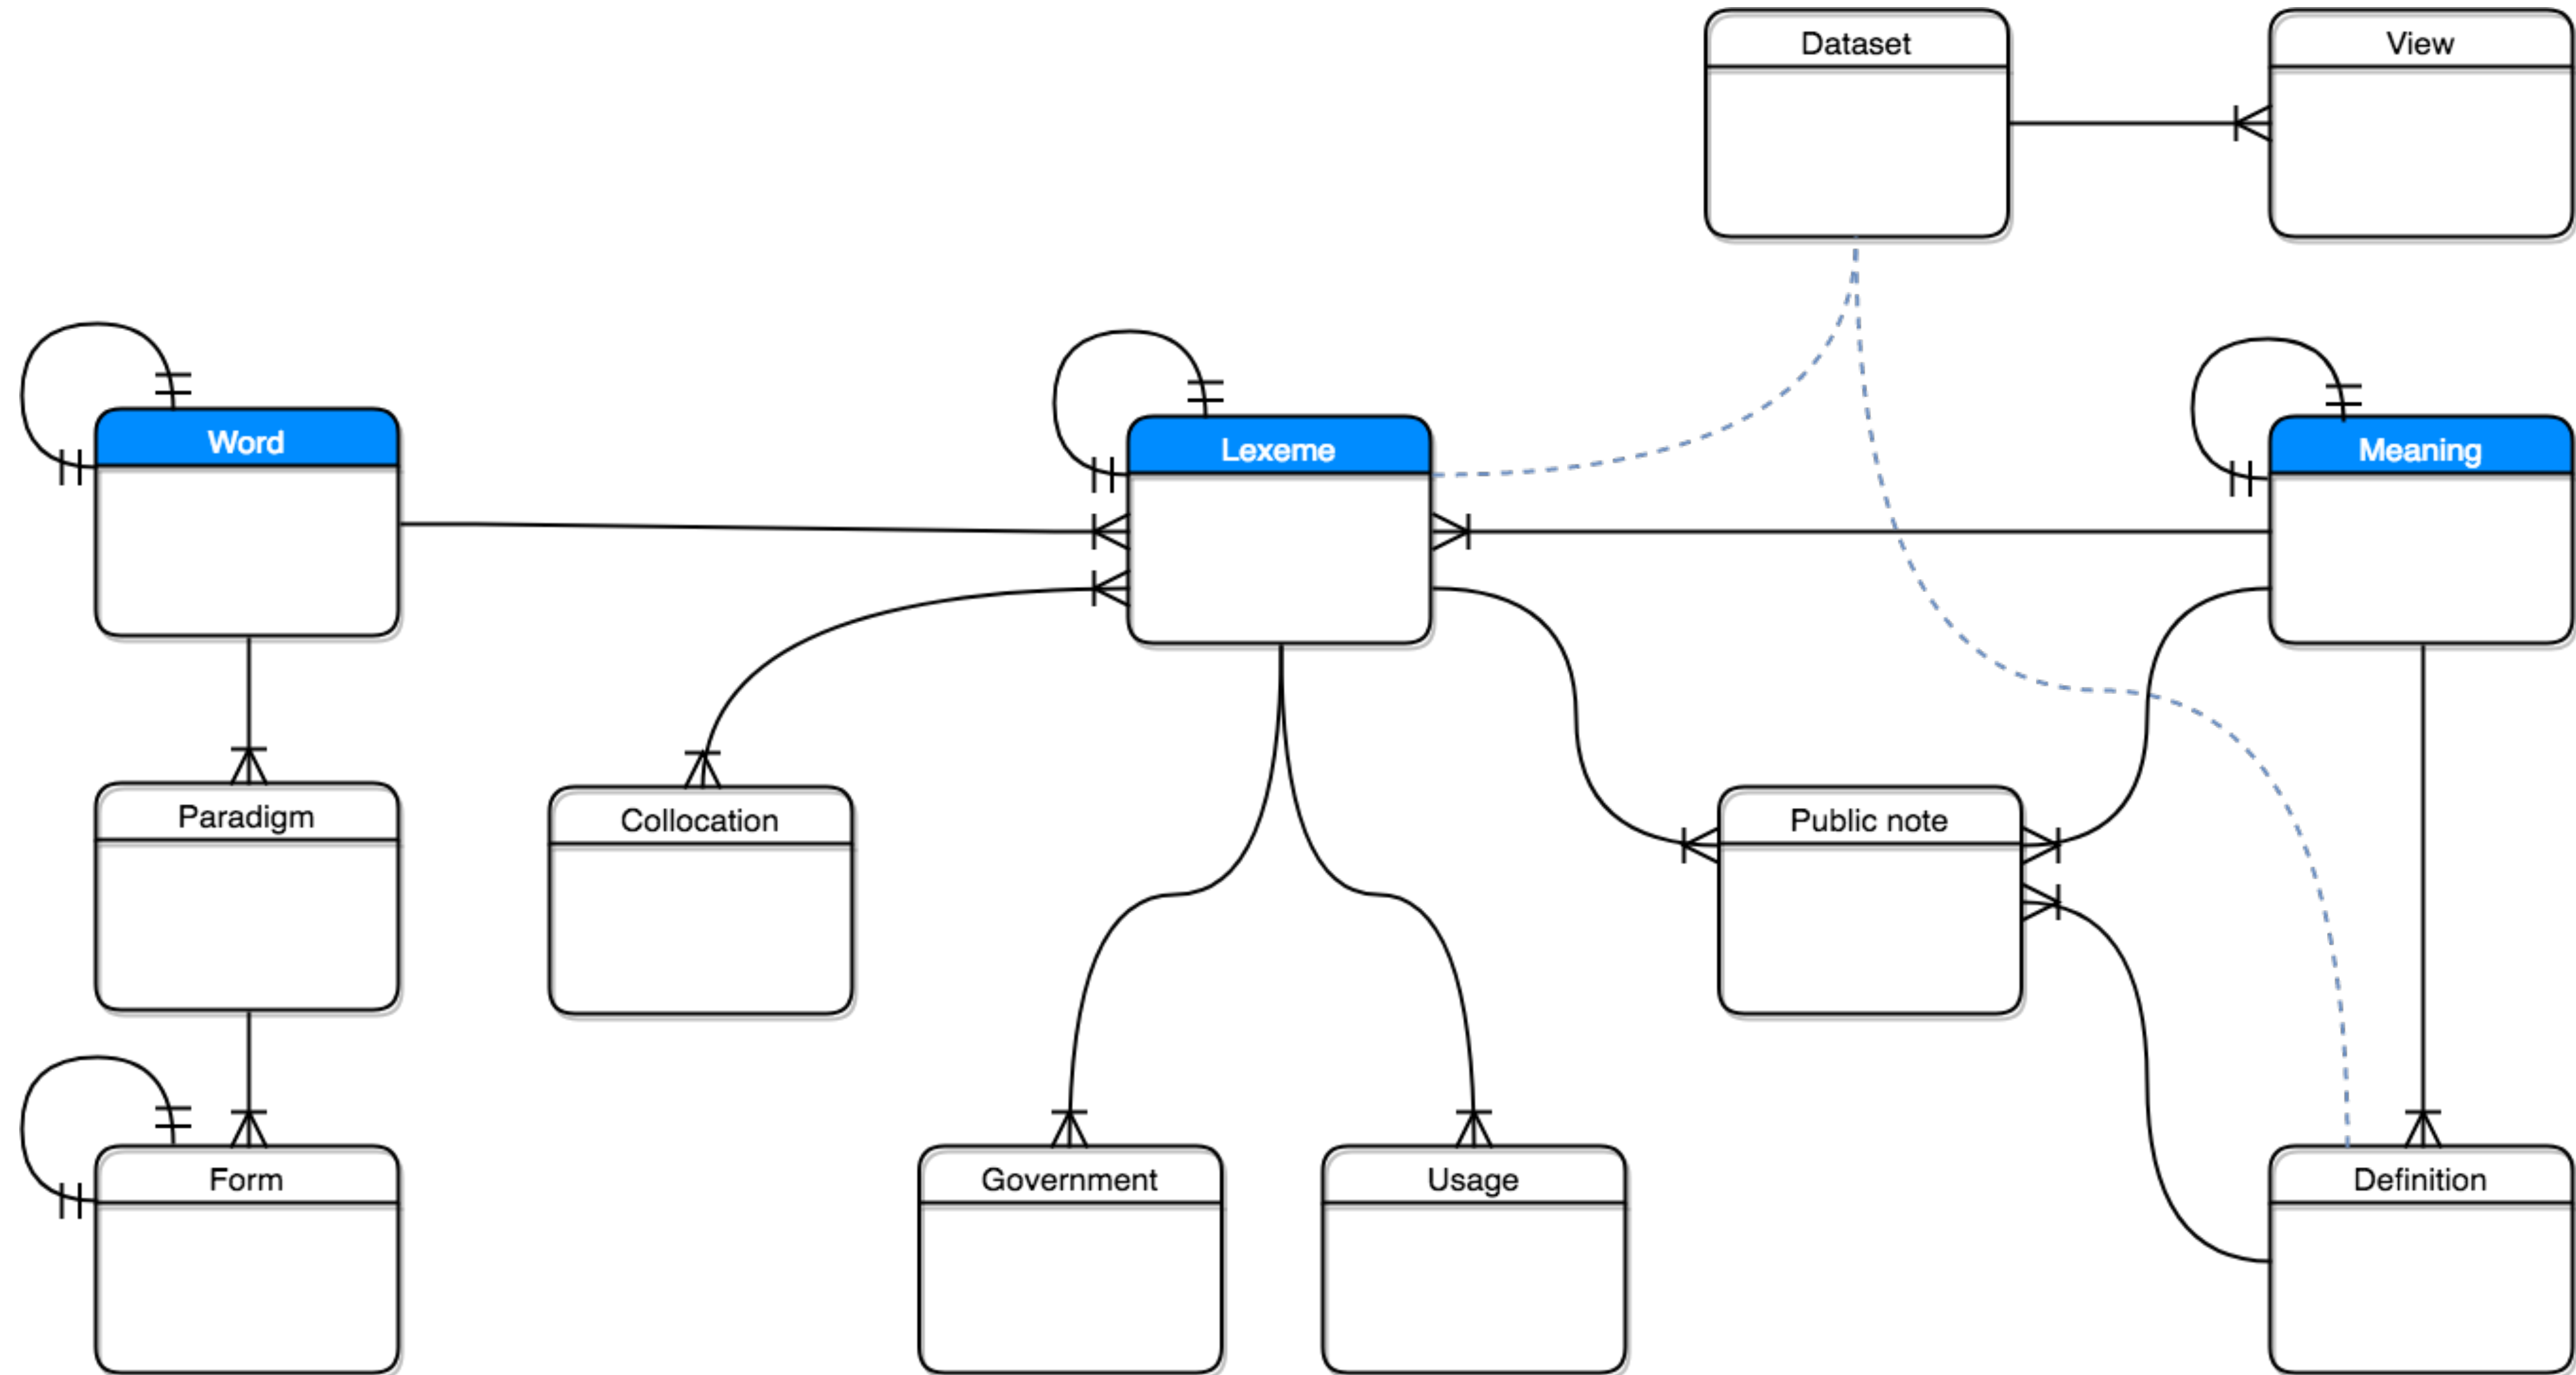 Dataset
View
Word
Lexeme
Meaning
Paradigm
Collocation
Public note
Form
Government
Usage
Definition